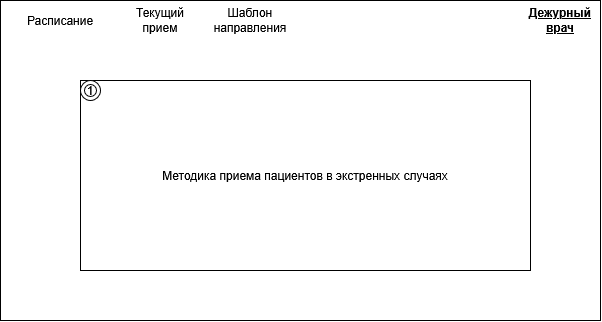 Расписание
Текущий
прием
Шаблон
направления
Дежурный
врач
1
Методика приема пациентов в экстренных случаях